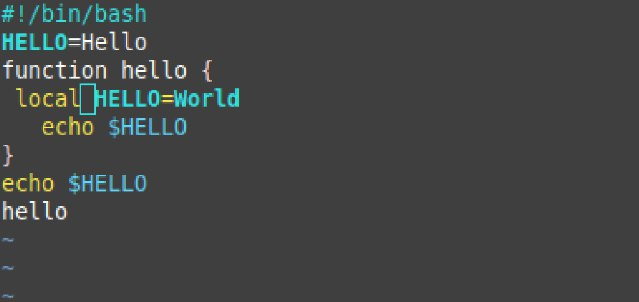 #!/bin/bash
HELLO=Hello
function hello {
 local HELLO=World
   echo $HELLO
}
echo $HELLO
hello
~
~
~